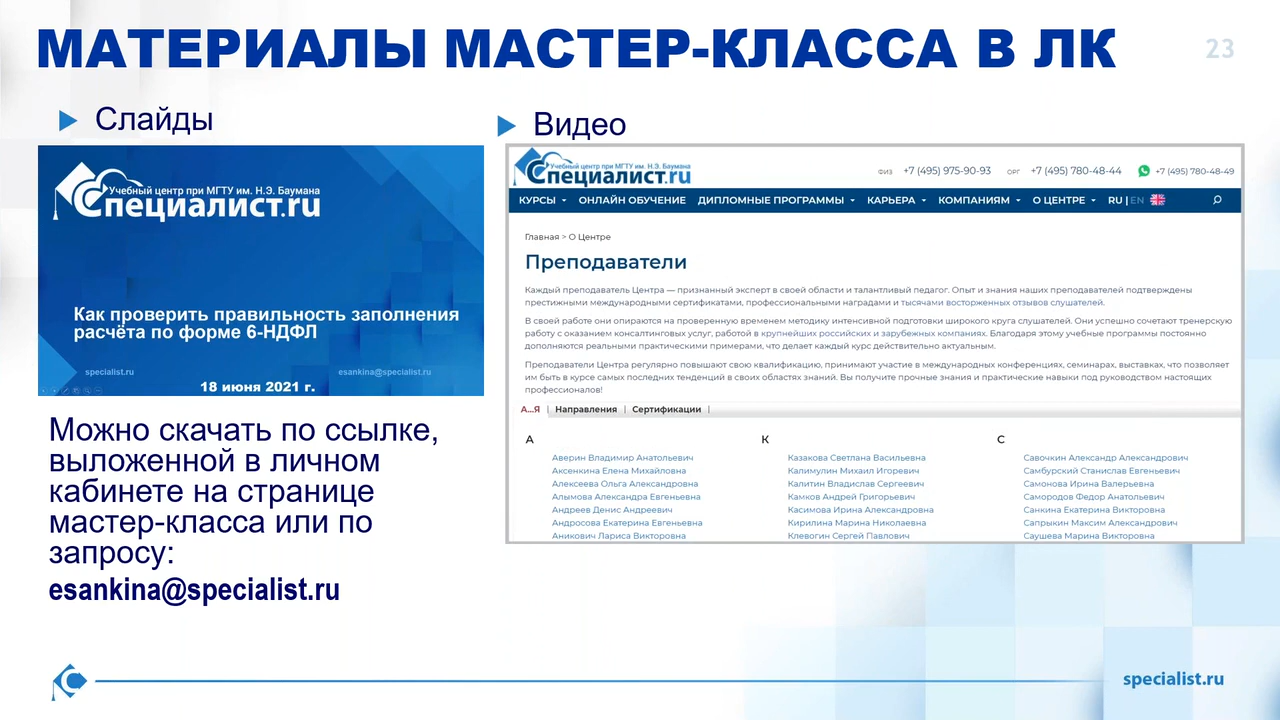 МАТЕРИАЛЫ МАСТЕР-КЛАССА В ЛК
23
Слайды
Учебный центр при МГТУ им. Н.Э. Баумана
Специалист.ru
Как проверить правильность заполнения
расчёта по форме 6-НДФЛ
specialist.ru
esankina@specialist.ru
18 июня 2021 г.
Можно скачать по ссылке,
выложенной в личном
кабинете на странице
мастер-класса или по
запросу:
esankina@specialist.ru
Видео
Учебный центр при МГТУ им. Н.Э. Баумана
Специалист.ru
ФИЗ +7 (495) 975-90-93 ОРГ +7 (495) 780-48-44 +7 (495) 780-48-49
КУРСЫ ОНЛАЙН ОБУЧЕНИЕ ДИПЛОМНЫЕ ПРОГРАММЫ КАРЬЕРА КОМПАНИЯМ О ЦЕНТРЕ RU | EN
Главная > О Центре
Преподаватели
Каждый преподаватель Центра — признанный эксперт в своей области и талантливый педагог. Опыт и знания наших преподавателей подтверждены
престижными международными сертификатами, профессиональными наградами и тысячами восторженных отзывов слушателей.
В своей работе они опираются на проверенную временем методику интенсивной подготовки широкого круга слушателей. Они успешно сочетают тренерскую
работу с оказанием консалтинговых услуг, работой в крупнейших российских и зарубежных компаниях. Благодаря этому учебные программы постоянно
дополняются реальными практическими примерами, что делает каждый курс действительно актуальным.
Преподаватели Центра регулярно повышают свою квалификацию, принимают участие в международных конференциях, семинарах, выставках, что позволяет
им быть в курсе самых последних тенденций в своих областях знаний. Вы получите прочные знания и практические навыки под руководством настоящих
профессионалов!
А...Я | Направления | Сертификации |
А
Аверин Владимир Анатольевич
Аксенкина Елена Михайловна
Алексеева Ольга Александровна
Алымова Александра Евгеньевна
Андреев Денис Андреевич
Андросова Екатерина Евгеньевна
Аникович Лариса Викторовна
К
Казакова Светлана Васильевна
Калимулин Михаил Игоревич
Калитин Владислав Сергеевич
Камков Андрей Григорьевич
Касимова Ирина Александровна
Кирилина Марина Николаевна
Клевогин Сергей Павлович
С
Савочкин Александр Александрович
Самбурский Станислав Евгеньевич
Самонова Ирина Валерьевна
Самородов Федор Анатольевич
Санкина Екатерина Викторовна
Сапрыкин Максим Александрович
Саушева Марина Викторовна
specialist.ru